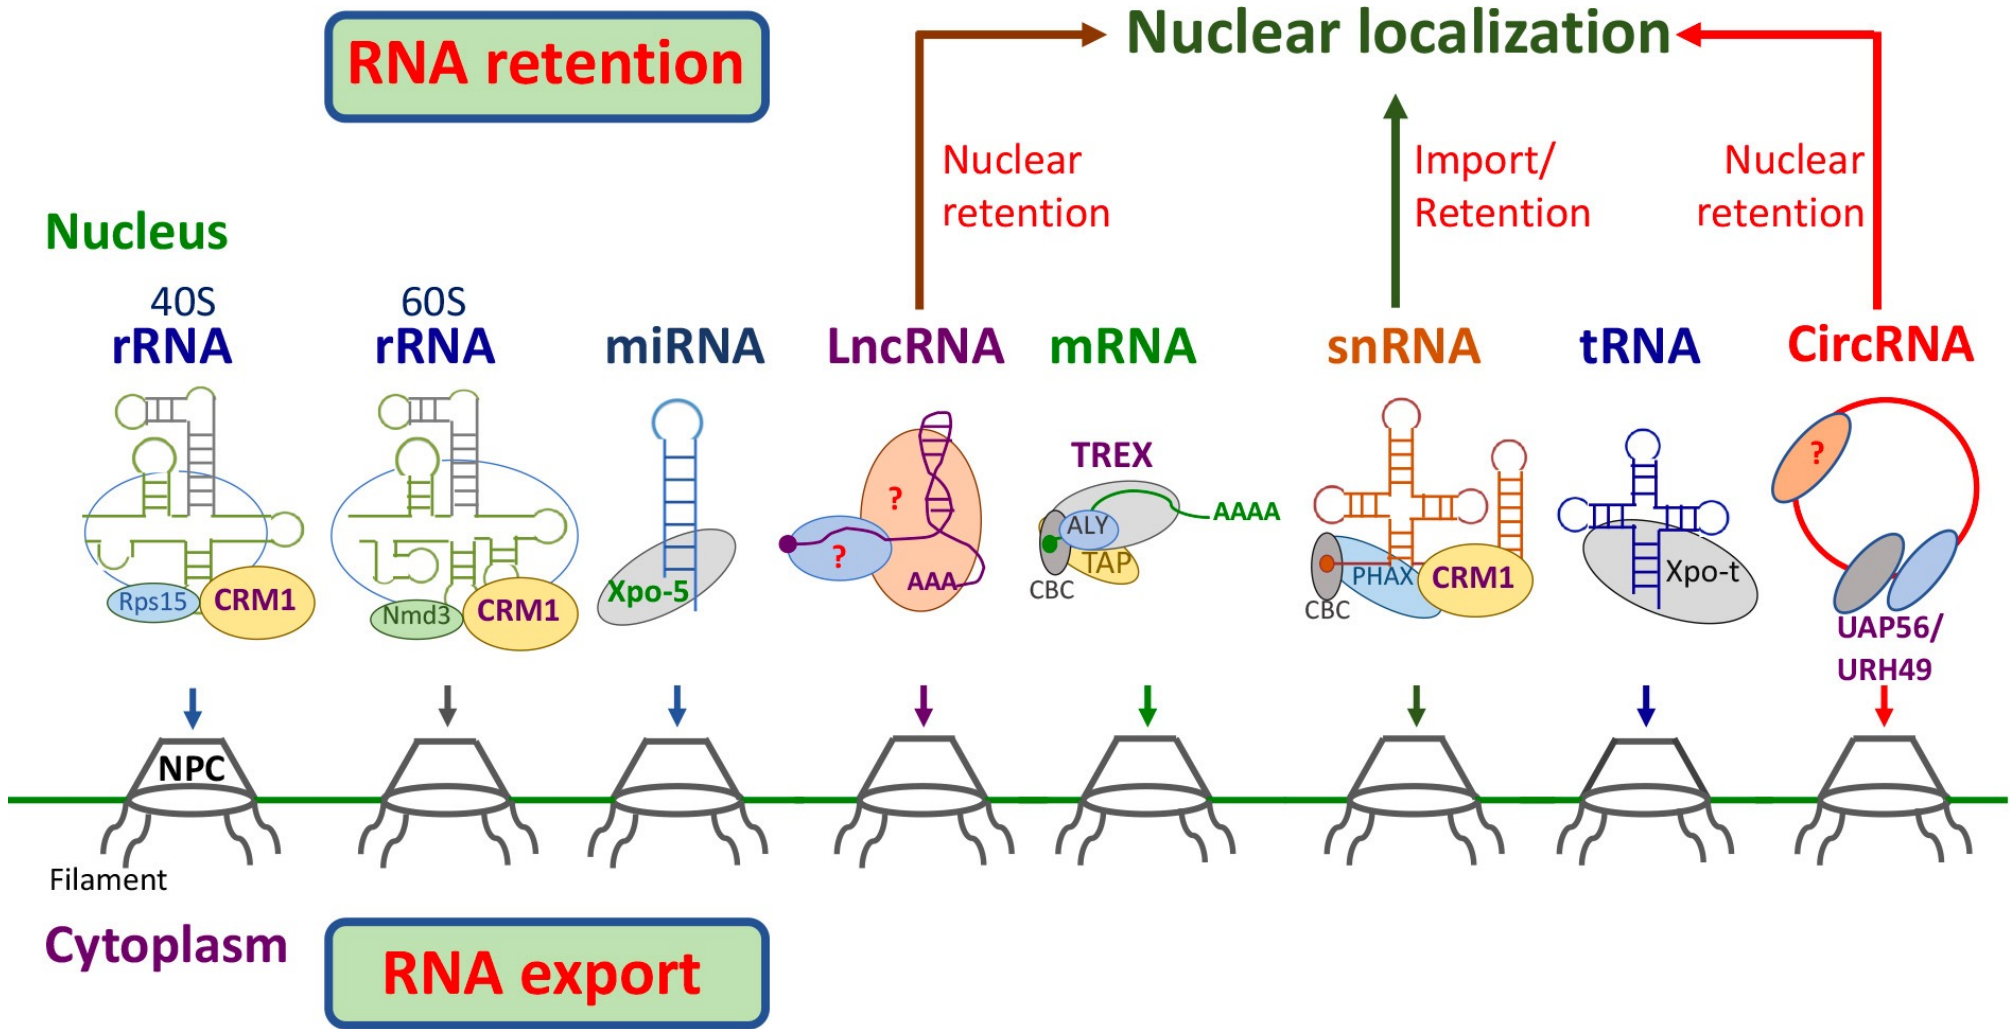 RNA retention
Nuclear localization
Nuclear
retention
Import/
Retention
Nuclear
retention
Nucleus
40S
rRNA
60S
rRNA
miRNA
LncRNA
mRNA
snRNA
tRNA
CircRNA
Rps15
CRM1
Nmd3
CRM1
Xpo-5
?
?
AAA
TREX
ALY
TAP
CBC
AAAA
CBC
PHAX
CRM1
Xpo-t
?
UAP56/
URH49
NPC
Filament
Cytoplasm
RNA export